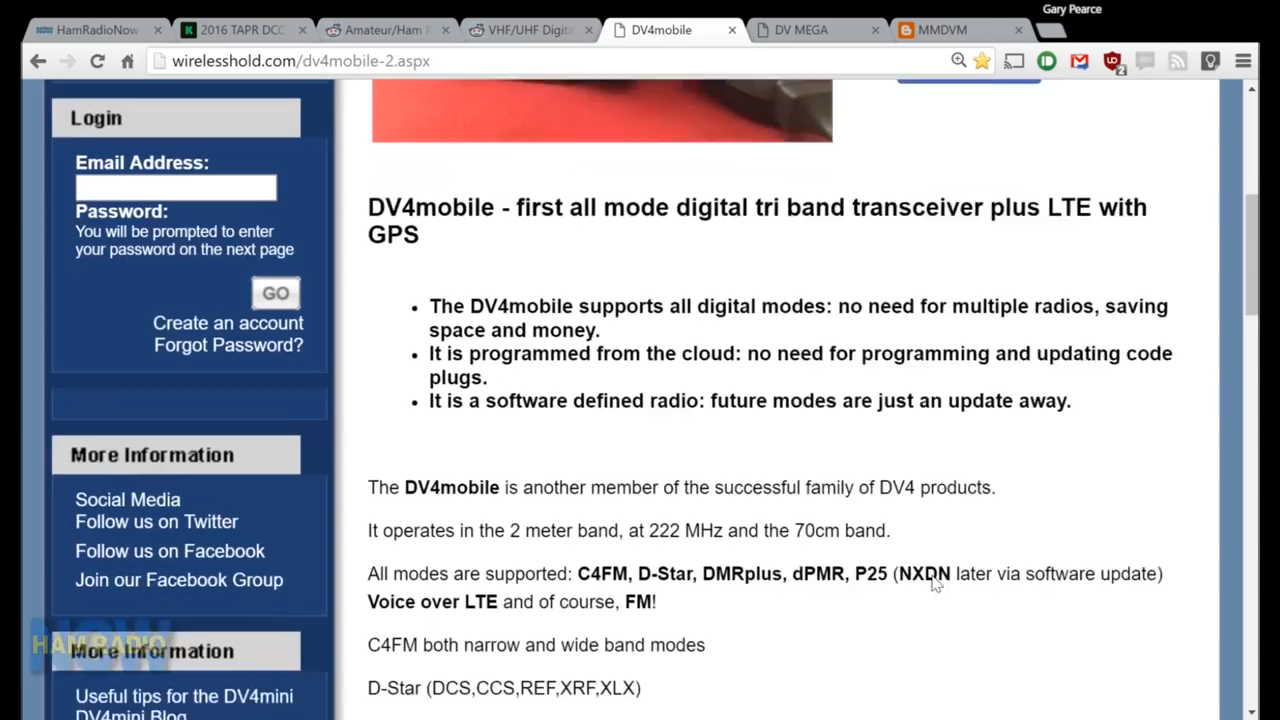 Gary Pearce
HamRadioNow
2016 TAPR DCC
Amateur/Ham F
VHF/UHF Digita
DV4mobile
DV MEGA
MMDVM
wirelesshold.com/dv4mobile-2.aspx
2
Login
Email Address:
Password:
You will be prompted to enter
your password on the next page
GO
Create an account
Forgot Password?
More Information
Social Media
Follow us on Twitter
Follow us on Facebook
Join our Facebook Group
More Information
Useful tips for the DV4mini
DV4mini Blog
HAM RADIO
NOW
DV4mobile - first all mode digital tri band transceiver plus LTE with
GPS
• The DV4mobile supports all digital modes: no need for multiple radios, saving
space and money.
• It is programmed from the cloud: no need for programming and updating code
plugs.
• It is a software defined radio: future modes are just an update away.
The DV4mobile is another member of the successful family of DV4 products.
It operates in the 2 meter band, at 222 MHz and the 70cm band.
All modes are supported: C4FM, D-Star, DMRplus, dPMR, P25 (NXDN later via software update)
Voice over LTE and of course, FM!
C4FM both narrow and wide band modes
D-Star (DCS,CCS,REF,XRF,XLX)